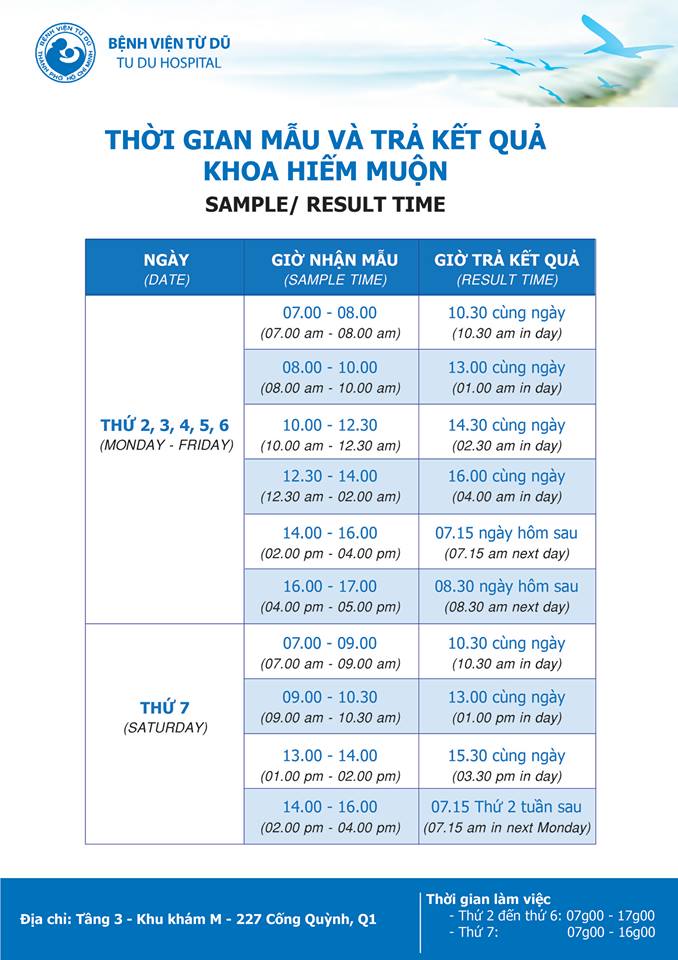 BỆNH VIỆN TỪ DŨ
THÀNH PHỐ HỒ CHÍ MINH
BỆNH VIỆN TỪ DŨ
TU DU HOSPITAL
THỜI GIAN MẪU VÀ TRẢ KẾT QUẢ
KHOA HIẾM MUỘN
SAMPLE/ RESULT TIME
NGÀY
(DATE)
GIỜ NHẬN MẪU
(SAMPLE TIME)
GIỜ TRẢ KẾT QUẢ
(RESULT TIME)
THỨ 2, 3, 4, 5, 6
(MONDAY - FRIDAY)
07.00 - 08.00
(07.00 am - 08.00 am)
10.30 cùng ngày
(10.30 am in day)
08.00 - 10.00
(08.00 am - 10.00 am)
13.00 cùng ngày
(01.00 am in day)
10.00 - 12.30
(10.00 am - 12.30 am)
14.30 cùng ngày
(02.30 am in day)
12.30 - 14.00
(12.30 am - 02.00 am)
16.00 cùng ngày
(04.00 am in day)
14.00 - 16.00
(02.00 pm - 04.00 pm)
07.15 ngày hôm sau
(07.15 am next day)
16.00 - 17.00
(04.00 pm - 05.00 pm)
08.30 ngày hôm sau
(08.30 am next day)
THỨ 7
(SATURDAY)
07.00 - 09.00
(07.00 am - 09.00 am)
10.30 cùng ngày
(10.30 am in day)
09.00 - 10.30
(09.00 am - 10.30 am)
13.00 cùng ngày
(01.00 pm in day)
13.00 - 14.00
(01.00 pm - 02.00 pm)
15.30 cùng ngày
(03.30 pm in day)
14.00 - 16.00
(02.00 pm - 04.00 pm)
07.15 Thứ 2 tuần sau
(07.15 am in next Monday)
Địa chỉ: Tâng 3 - Khu khám M - 227 Cống Quỳnh, Q1
Thời gian làm việc
- Thứ 2 đến thứ 6: 07g00 - 17g00
- Thứ 7: 07g00 - 16g00